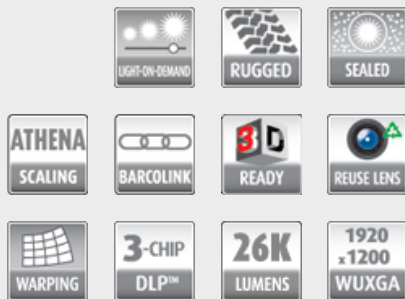 LIGHT-ON-DEMAND
RUGGED
SEALED
ATHENA
SCALING
BARCOLINK
3D
READY
REUSE LENS
WARPING
3-CHIP
DLP™
26K
LUMENS
1920
x1200
WUXGA